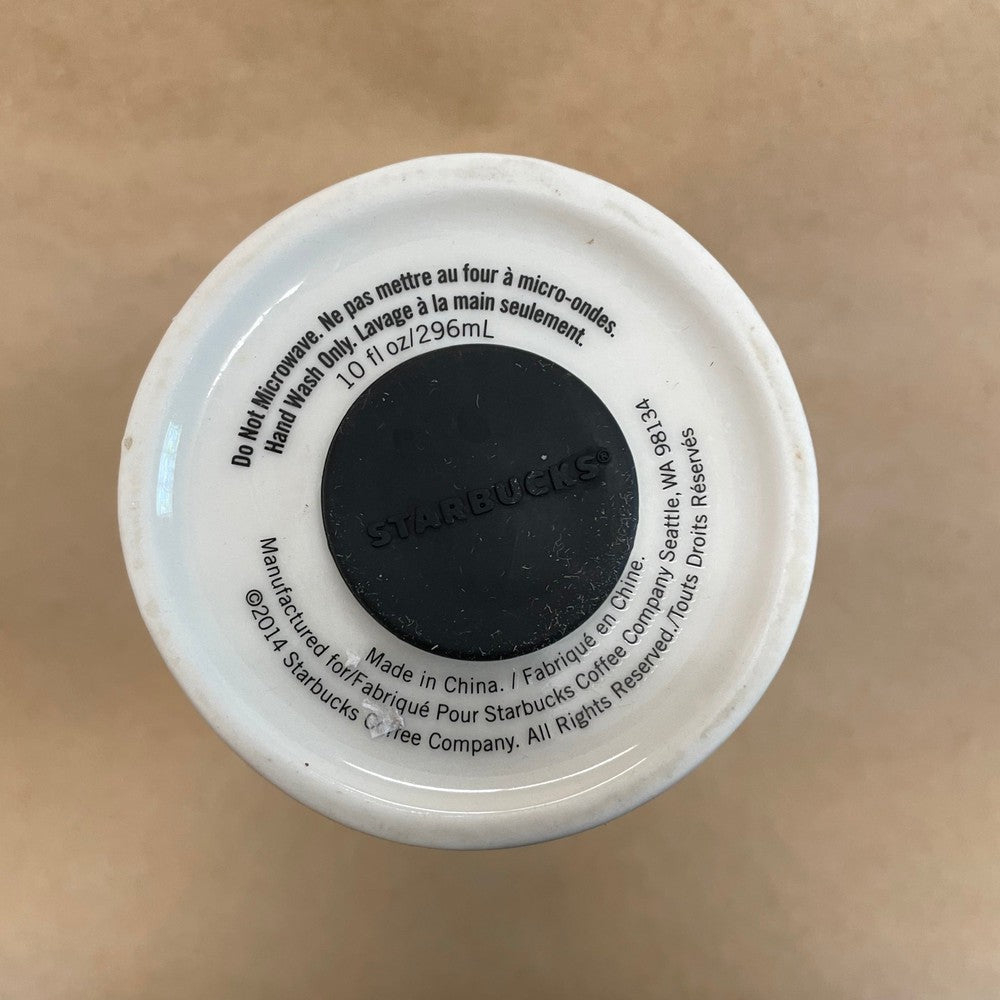 Do Not Microwave. Ne pas mettre au four à micro-ondes.
Hand Wash Only. Lavage à la main seulement.
10 fl oz/296mL
STARBUCKS®
Made in China. / Fabriqué en Chine.
Manufactured for/Fabriqué Pour Starbucks Coffee Company Seattle, WA 98134
©2014 Starbucks Coffee Company. All Rights Reserved./Touts Droits Réservés